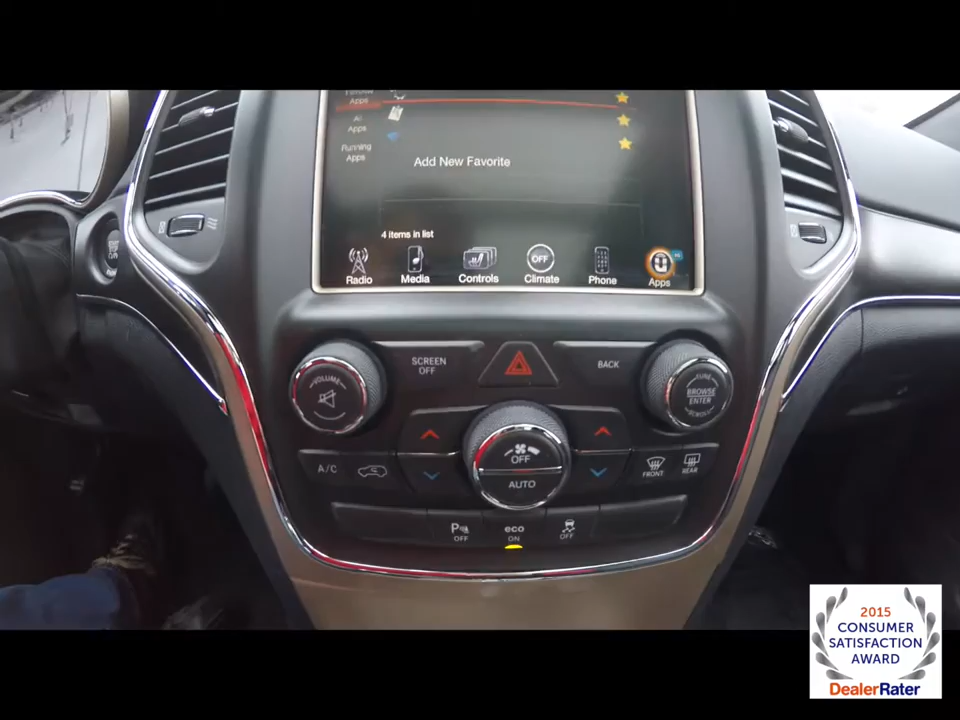 Apps
All
Apps
Running
Apps
Add New Favorite
4 items in list
Radio
Media
Controls
OFF
Climate
Phone
Apps
VOLUME
SCREEN
OFF
BACK
TUNE
BROWSE
ENTER
SCROLL
A/C
OFF
AUTO
FRONT
REAR
P
OFF
eco
ON
OFF
2015
CONSUMER
SATISFACTION
AWARD
DealerRater